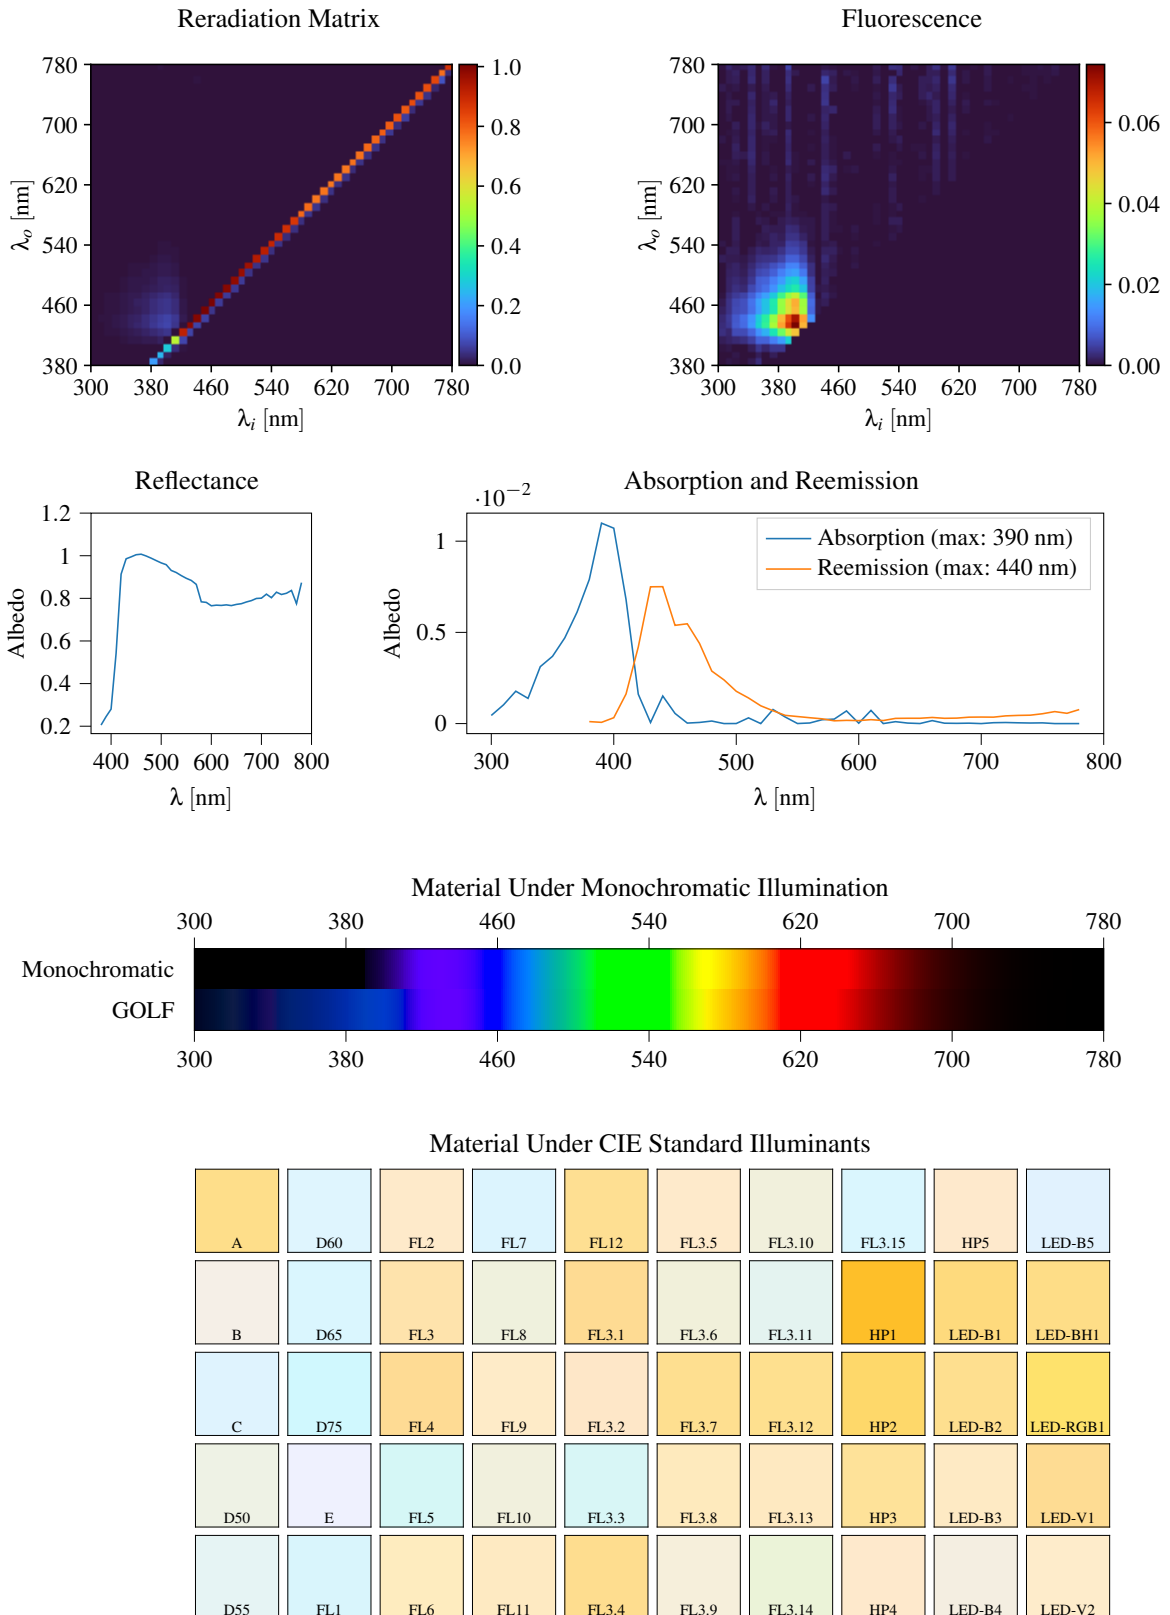 Reradiation Matrix
Fluorescence
780
700
620
540
460
380
λo [nm]
300 380 460 540 620 700 780
λi [nm]
1.0
0.8
0.6
0.4
0.2
0.0
780
700
620
540
460
380
λo [nm]
300 380 460 540 620 700 780
λi [nm]
0.06
0.04
0.02
0.00
Reflectance
1.2
1
0.8
0.6
0.4
0.2
Albedo
400 500 600 700 800
λ [nm]
Absorption and Reemission
·10−2
1
0.5
0
Albedo
Absorption (max: 390 nm)
Reemission (max: 440 nm)
300 400 500 600 700 800
λ [nm]
Material Under Monochromatic Illumination
300 380 460 540 620 700 780
Monochromatic
GOLF
300 380 460 540 620 700 780
Material Under CIE Standard Illuminants
A D60 FL2 FL7 FL12 FL3.5 FL3.10 FL3.15 HP5 LED-B5
B D65 FL3 FL8 FL3.1 FL3.6 FL3.11 HP1 LED-B1 LED-BH1
C D75 FL4 FL9 FL3.2 FL3.7 FL3.12 HP2 LED-B2 LED-RGB1
D50 E FL5 FL10 FL3.3 FL3.8 FL3.13 HP3 LED-B3 LED-V1
D55 FL1 FL6 FL11 FL3.4 FL3.9 FL3.14 HP4 LED-B4 LED-V2